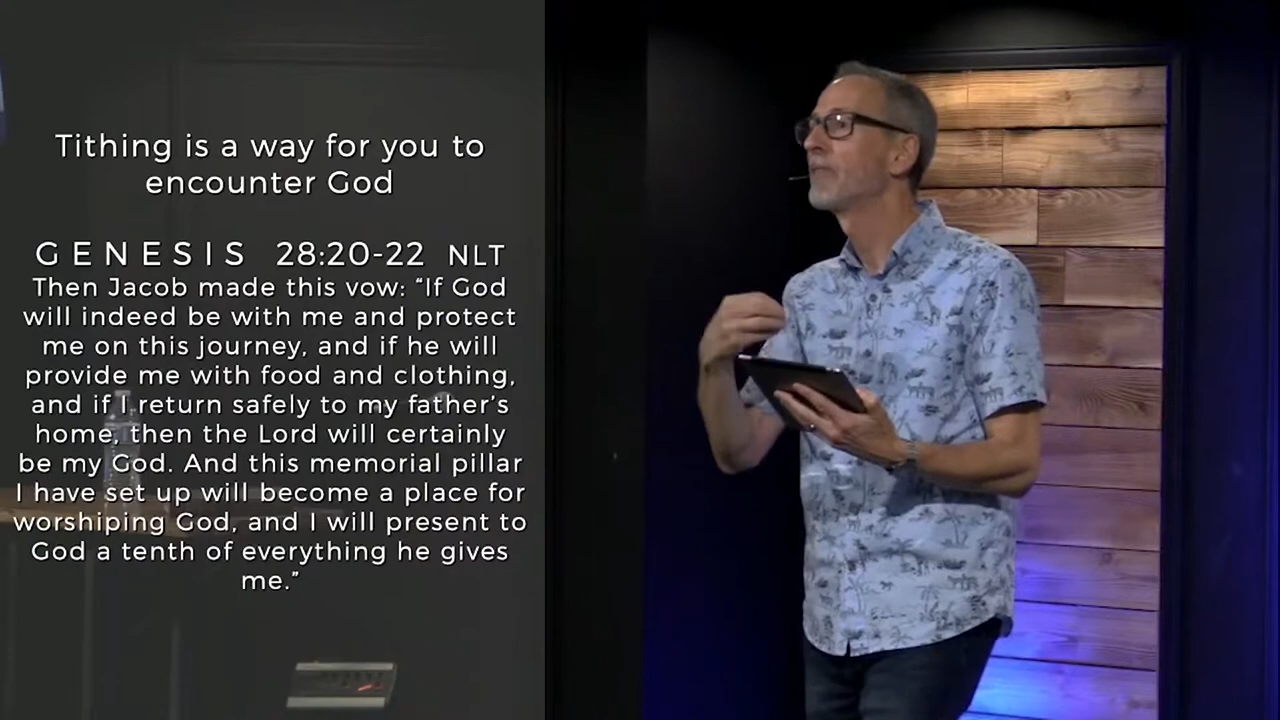 Tithing is a way for you to
encounter God
GENESIS 28:20-22 NLT
Then Jacob made this vow: “If God
will indeed be with me and protect
me on this journey, and if he will
provide me with food and clothing,
and if I return safely to my father’s
home, then the Lord will certainly
be my God. And this memorial pillar
I have set up will become a place for
worshiping God, and I will present to
God a tenth of everything he gives
me.”